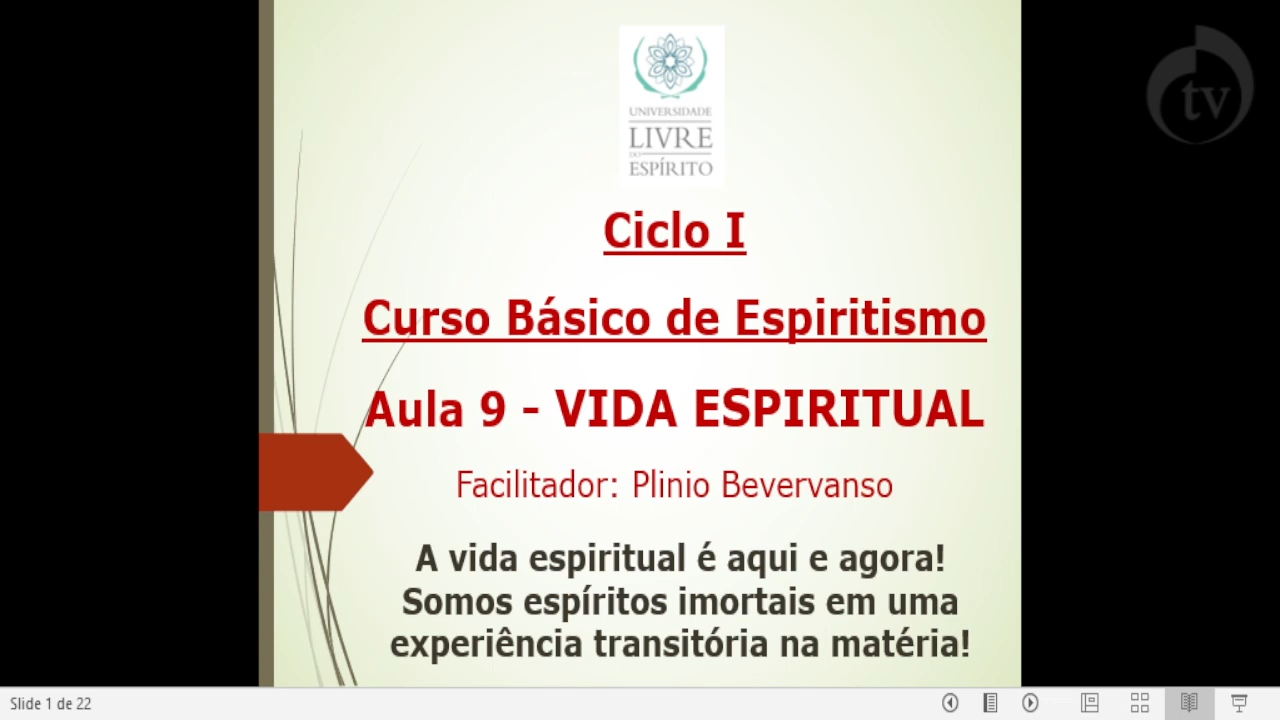 tv
UNIVERSIDADE
LIVRE
DO
ESPÍRITO
Ciclo I
Curso Básico de Espiritismo
Aula 9 - VIDA ESPIRITUAL
Facilitador: Plinio Bevervanso
A vida espiritual é aqui e agora!
Somos espíritos imortais em uma
experiência transitória na matéria!
Slide 1 de 22